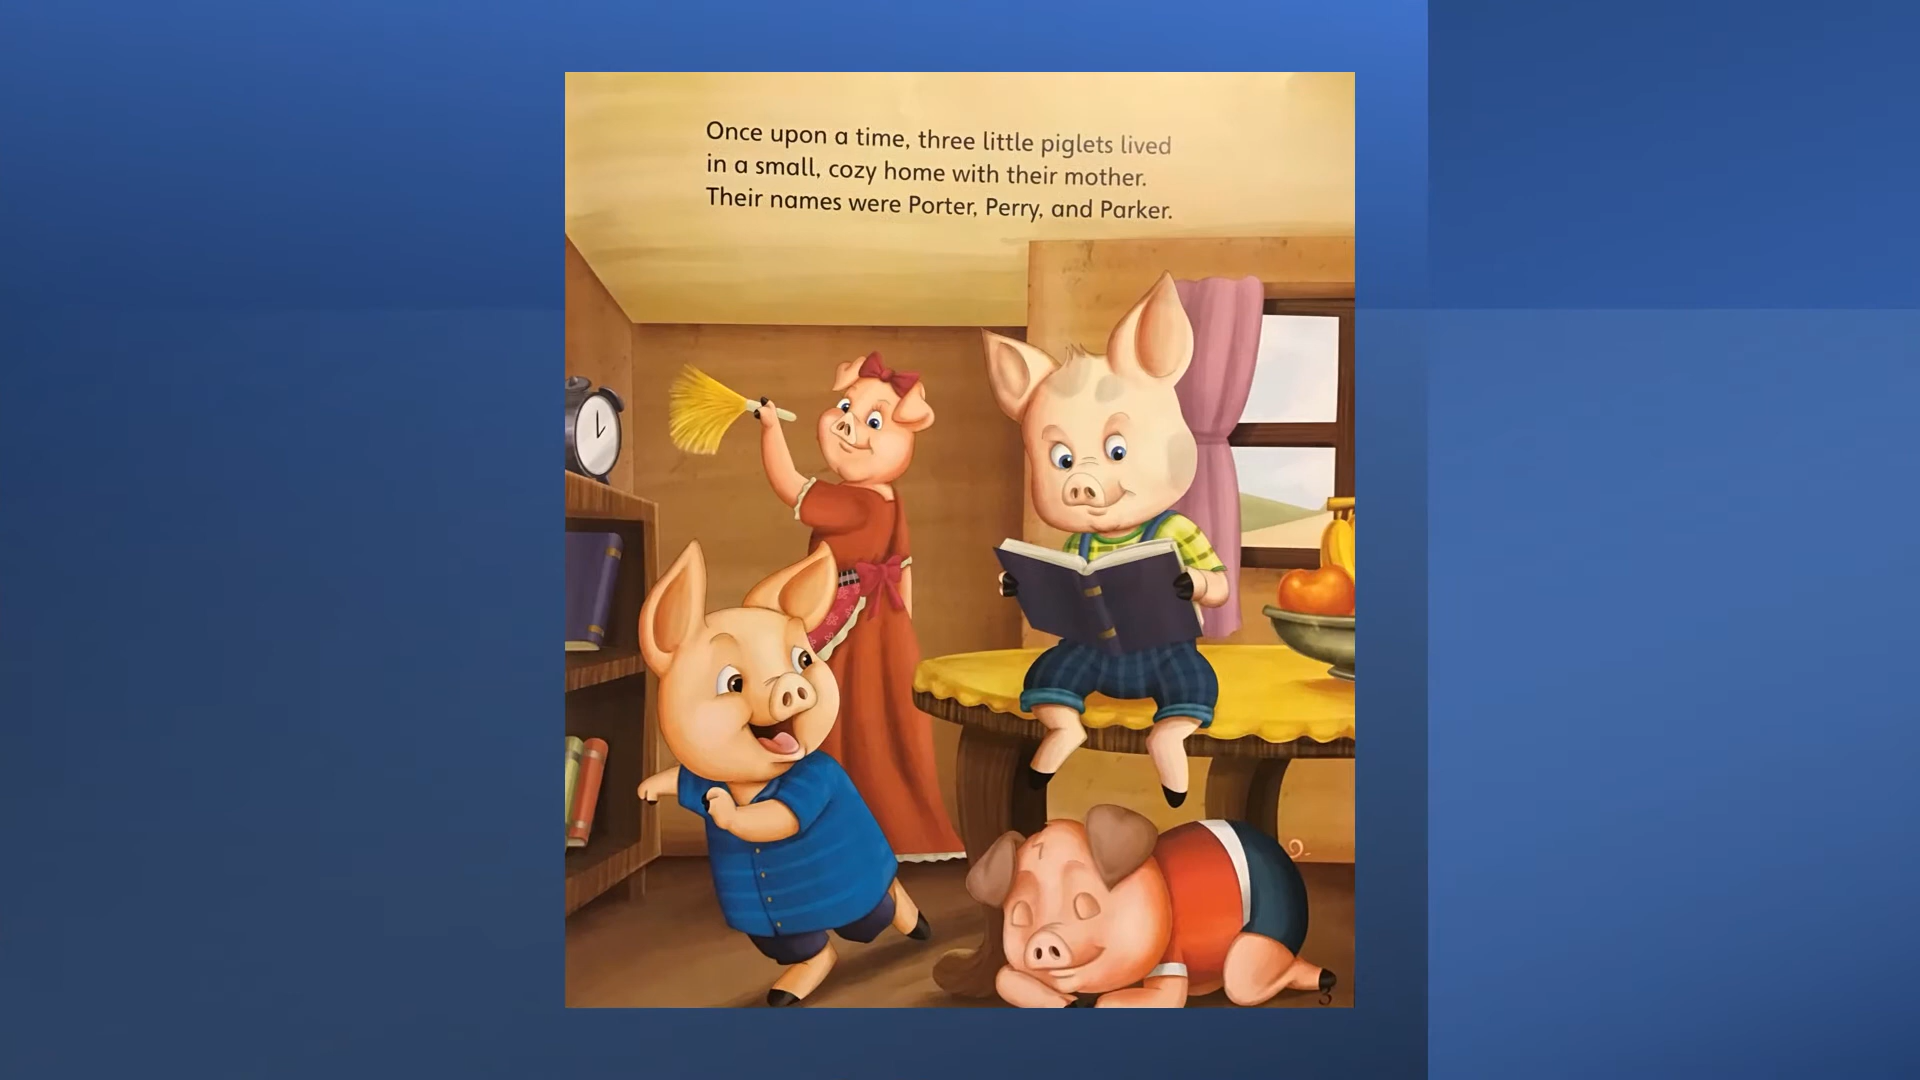 Once upon a time, three little piglets lived
in a small, cozy home with their mother.
Their names were Porter, Perry, and Parker.
3